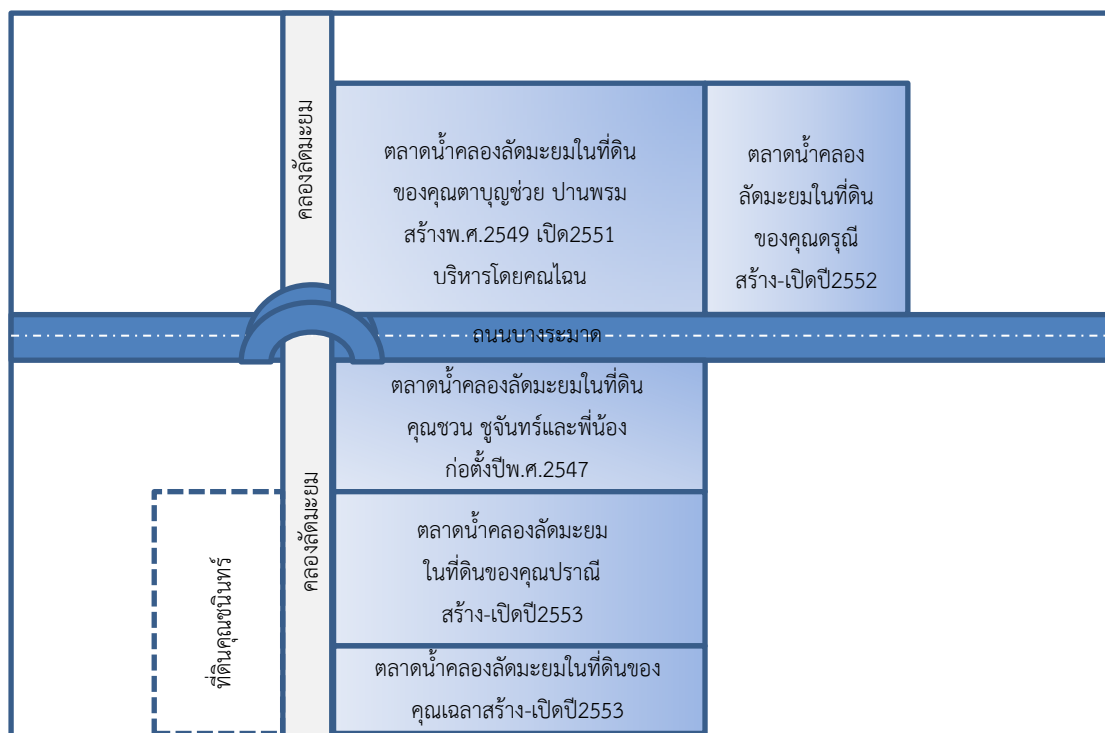 คลองลัดมะยม
ตลาดน้ำคลองลัดมะยมในที่ดิน
ของคุณตาบุญช่วย ปานพรม
สร้างพ.ศ.2549 เปิด2551
บริหารโดยคณไฉน
ตลาดน้ำคลอง
ลัดมะยมในที่ดิน
ของคุณดรุณี
สร้าง-เปิดปี2552
ถนนบางระมาด
ตลาดน้ำคลองลัดมะยมในที่ดิน
คุณชวน ชูจันทร์และพี่น้อง
ก่อตั้งปีพ.ศ.2547
คลองลัดมะยม
ที่ดินคุณชนินทร์
ตลาดน้ำคลองลัดมะยม
ในที่ดินของคุณปราณี
สร้าง-เปิดปี2553
ตลาดน้ำคลองลัดมะยมในที่ดินของ
คุณเฉลาสร้าง-เปิดปี2553